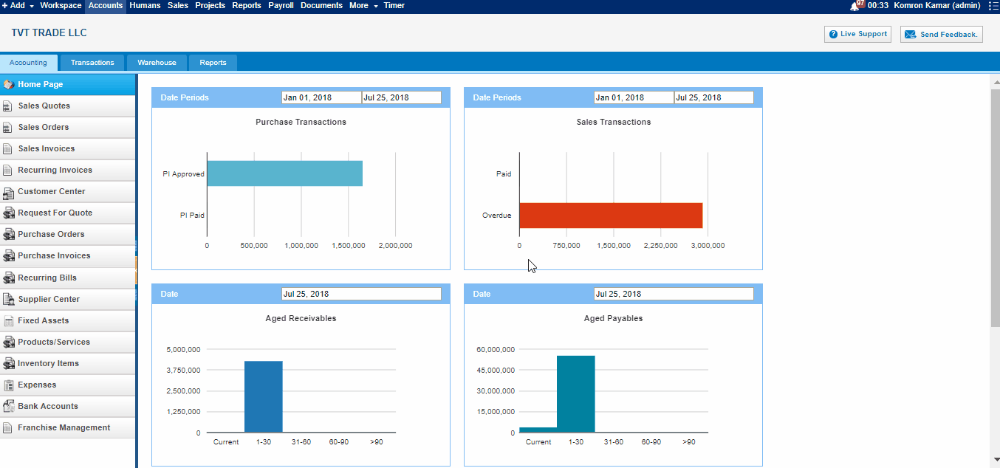 + Add Workspace Accounts Humans Sales Projects Reports Payroll Documents More Timer 97 00:33 Komron Kamar (admin)
TVT TRADE LLC
Live Support Send Feedback.
Accounting Transactions Warehouse Reports
Home Page
Sales Quotes
Sales Orders
Sales Invoices
Recurring Invoices
Customer Center
Request For Quote
Purchase Orders
Purchase Invoices
Recurring Bills
Supplier Center
Fixed Assets
Products/Services
Inventory Items
Expenses
Bank Accounts
Franchise Management
Date Periods Jan 01, 2018 Jul 25, 2018
Purchase Transactions
PI Approved
PI Paid
0 500,000 1,000,000 1,500,000 2,000,000
Date Periods Jan 01, 2018 Jul 25, 2018
Sales Transactions
Paid
Overdue
0 750,000 1,500,000 2,250,000 3,000,000
Date Jul 25, 2018
Aged Receivables
5,000,000
3,750,000
2,500,000
1,250,000
0
Current 1-30 31-60 60-90 >90
Date Jul 25, 2018
Aged Payables
60,000,000
45,000,000
30,000,000
15,000,000
0
Current 1-30 31-60 60-90 >90